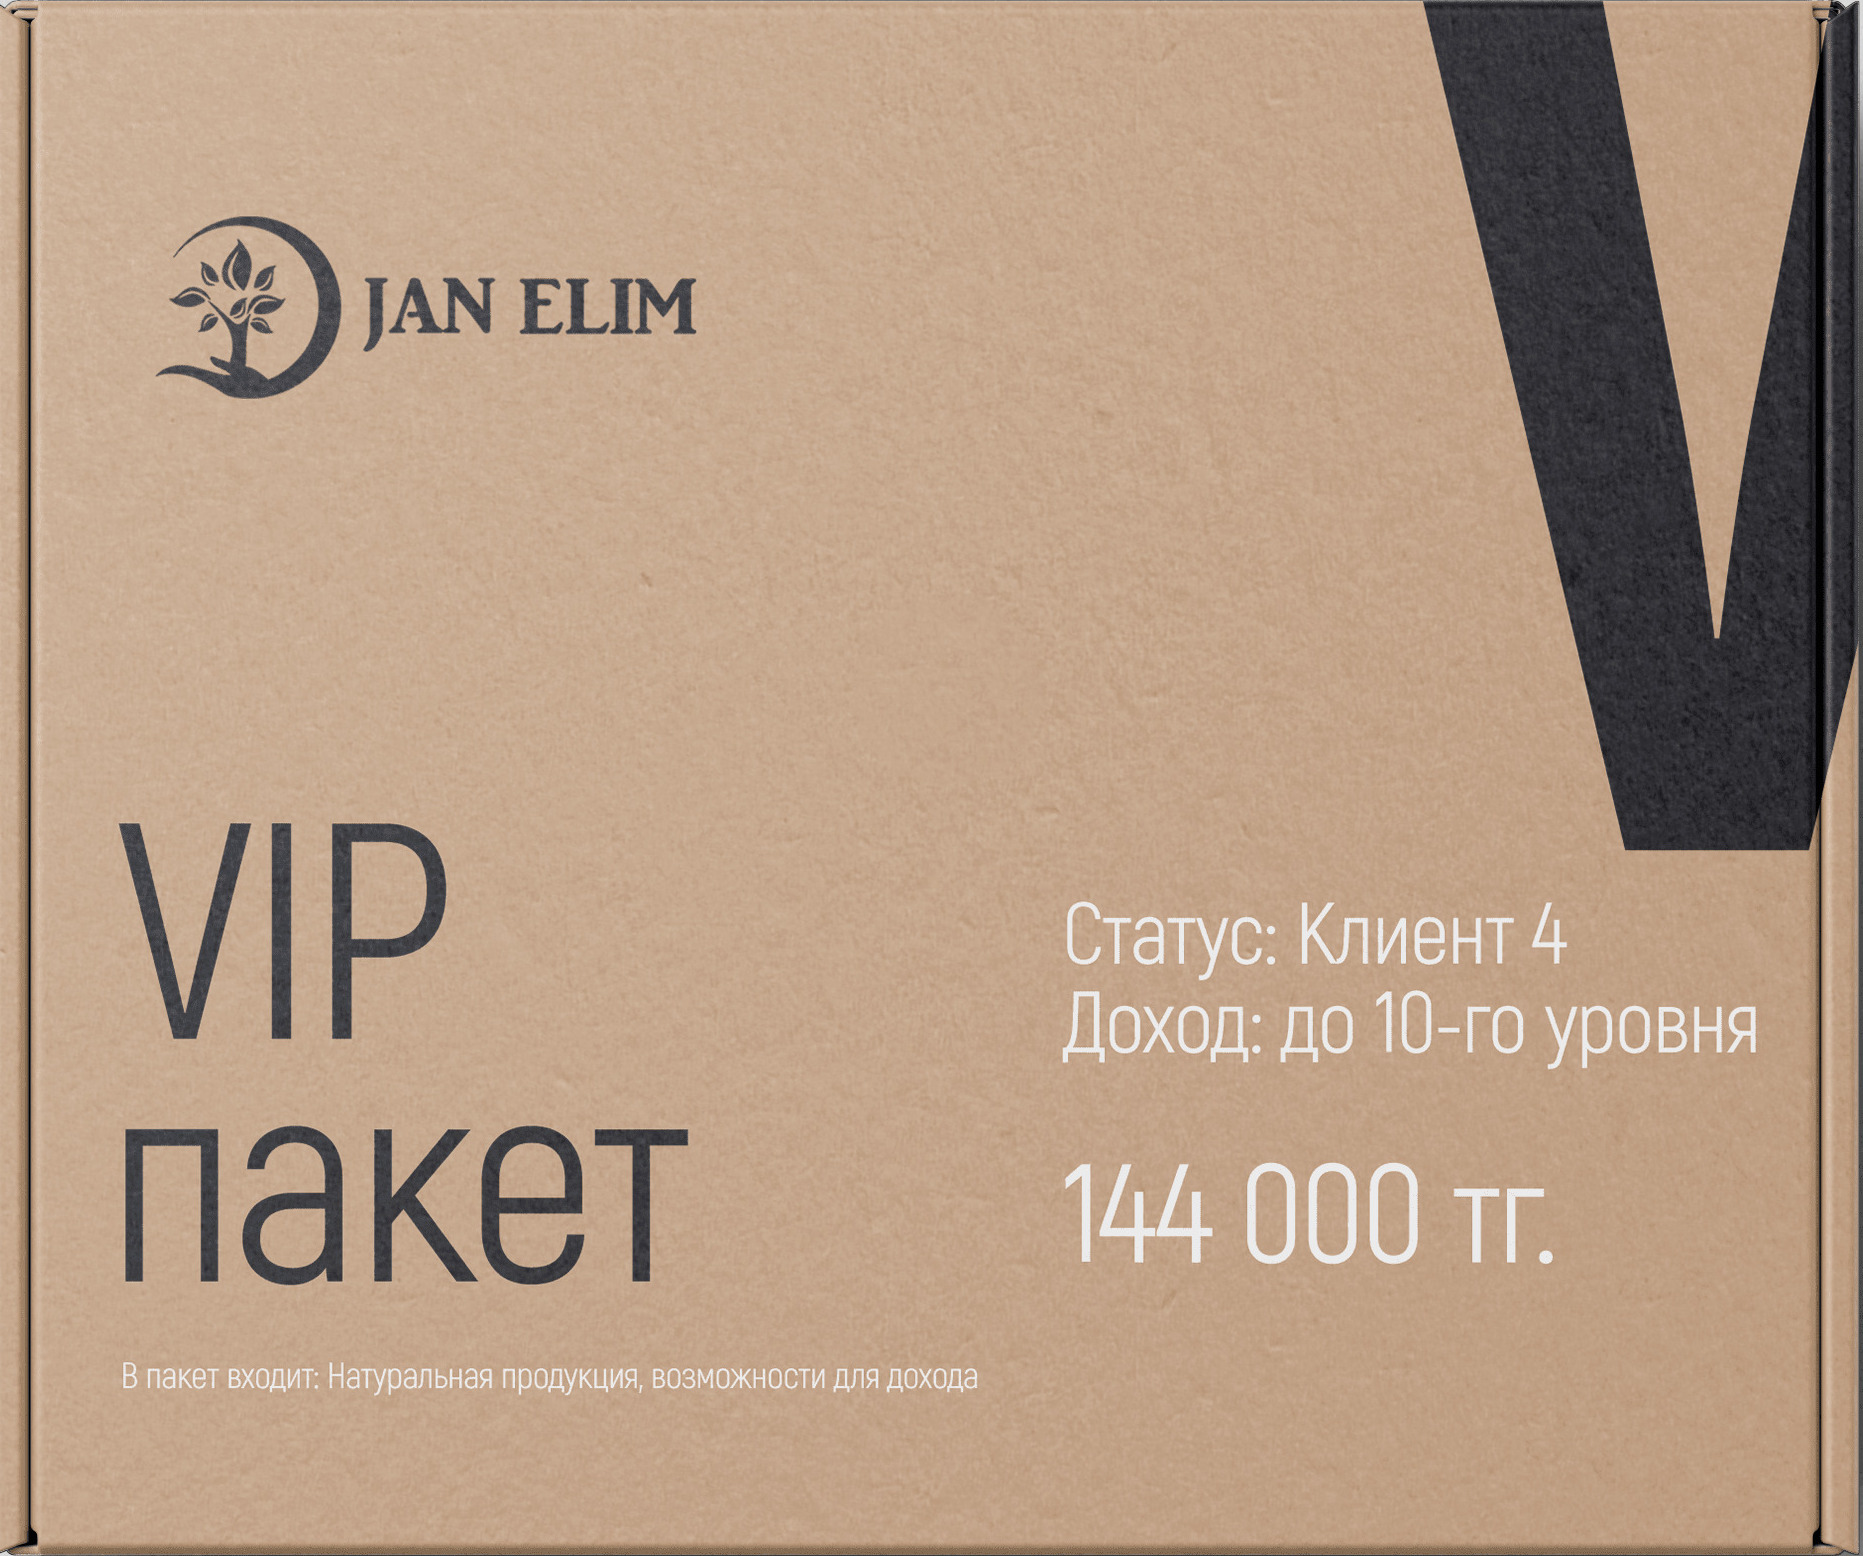 JAN ELIM
VIP
пакет
Статус: Клиент 4
Доход: до 10-го уровня
144 000 тг.
В пакет входит: Натуральная продукция, возможности для дохода
V